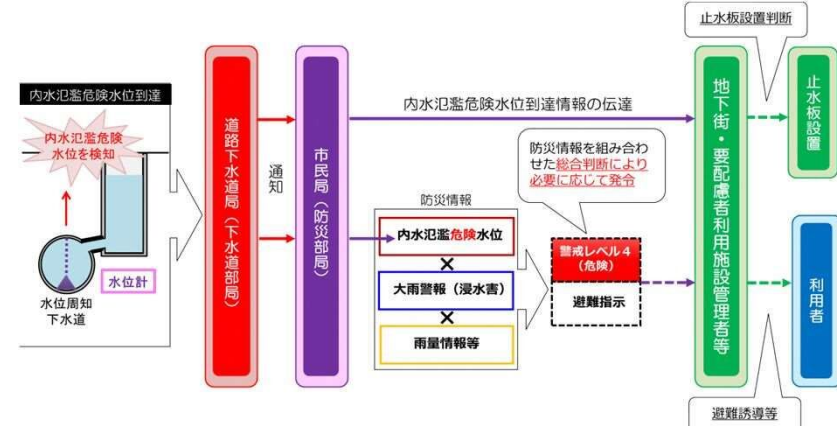 内水氾濫危険水位到達
内水氾濫危険
水位を検知
水位計
水位周知
下水道
道路下水道局(下水道部局)
通知
市民局(防災部局)
内水氾濫危険水位到達情報の伝達
防災情報
内水氾濫危険水位
×
大雨警報(浸水害)
×
雨量情報等
防災情報を組み合わ
せた総合判断により
必要に応じて発令
警戒レベル4
(危険)
避難指示
地下街・要配慮者利用施設管理者等
止水板設置判断
止水板設置
利用者
避難誘導等